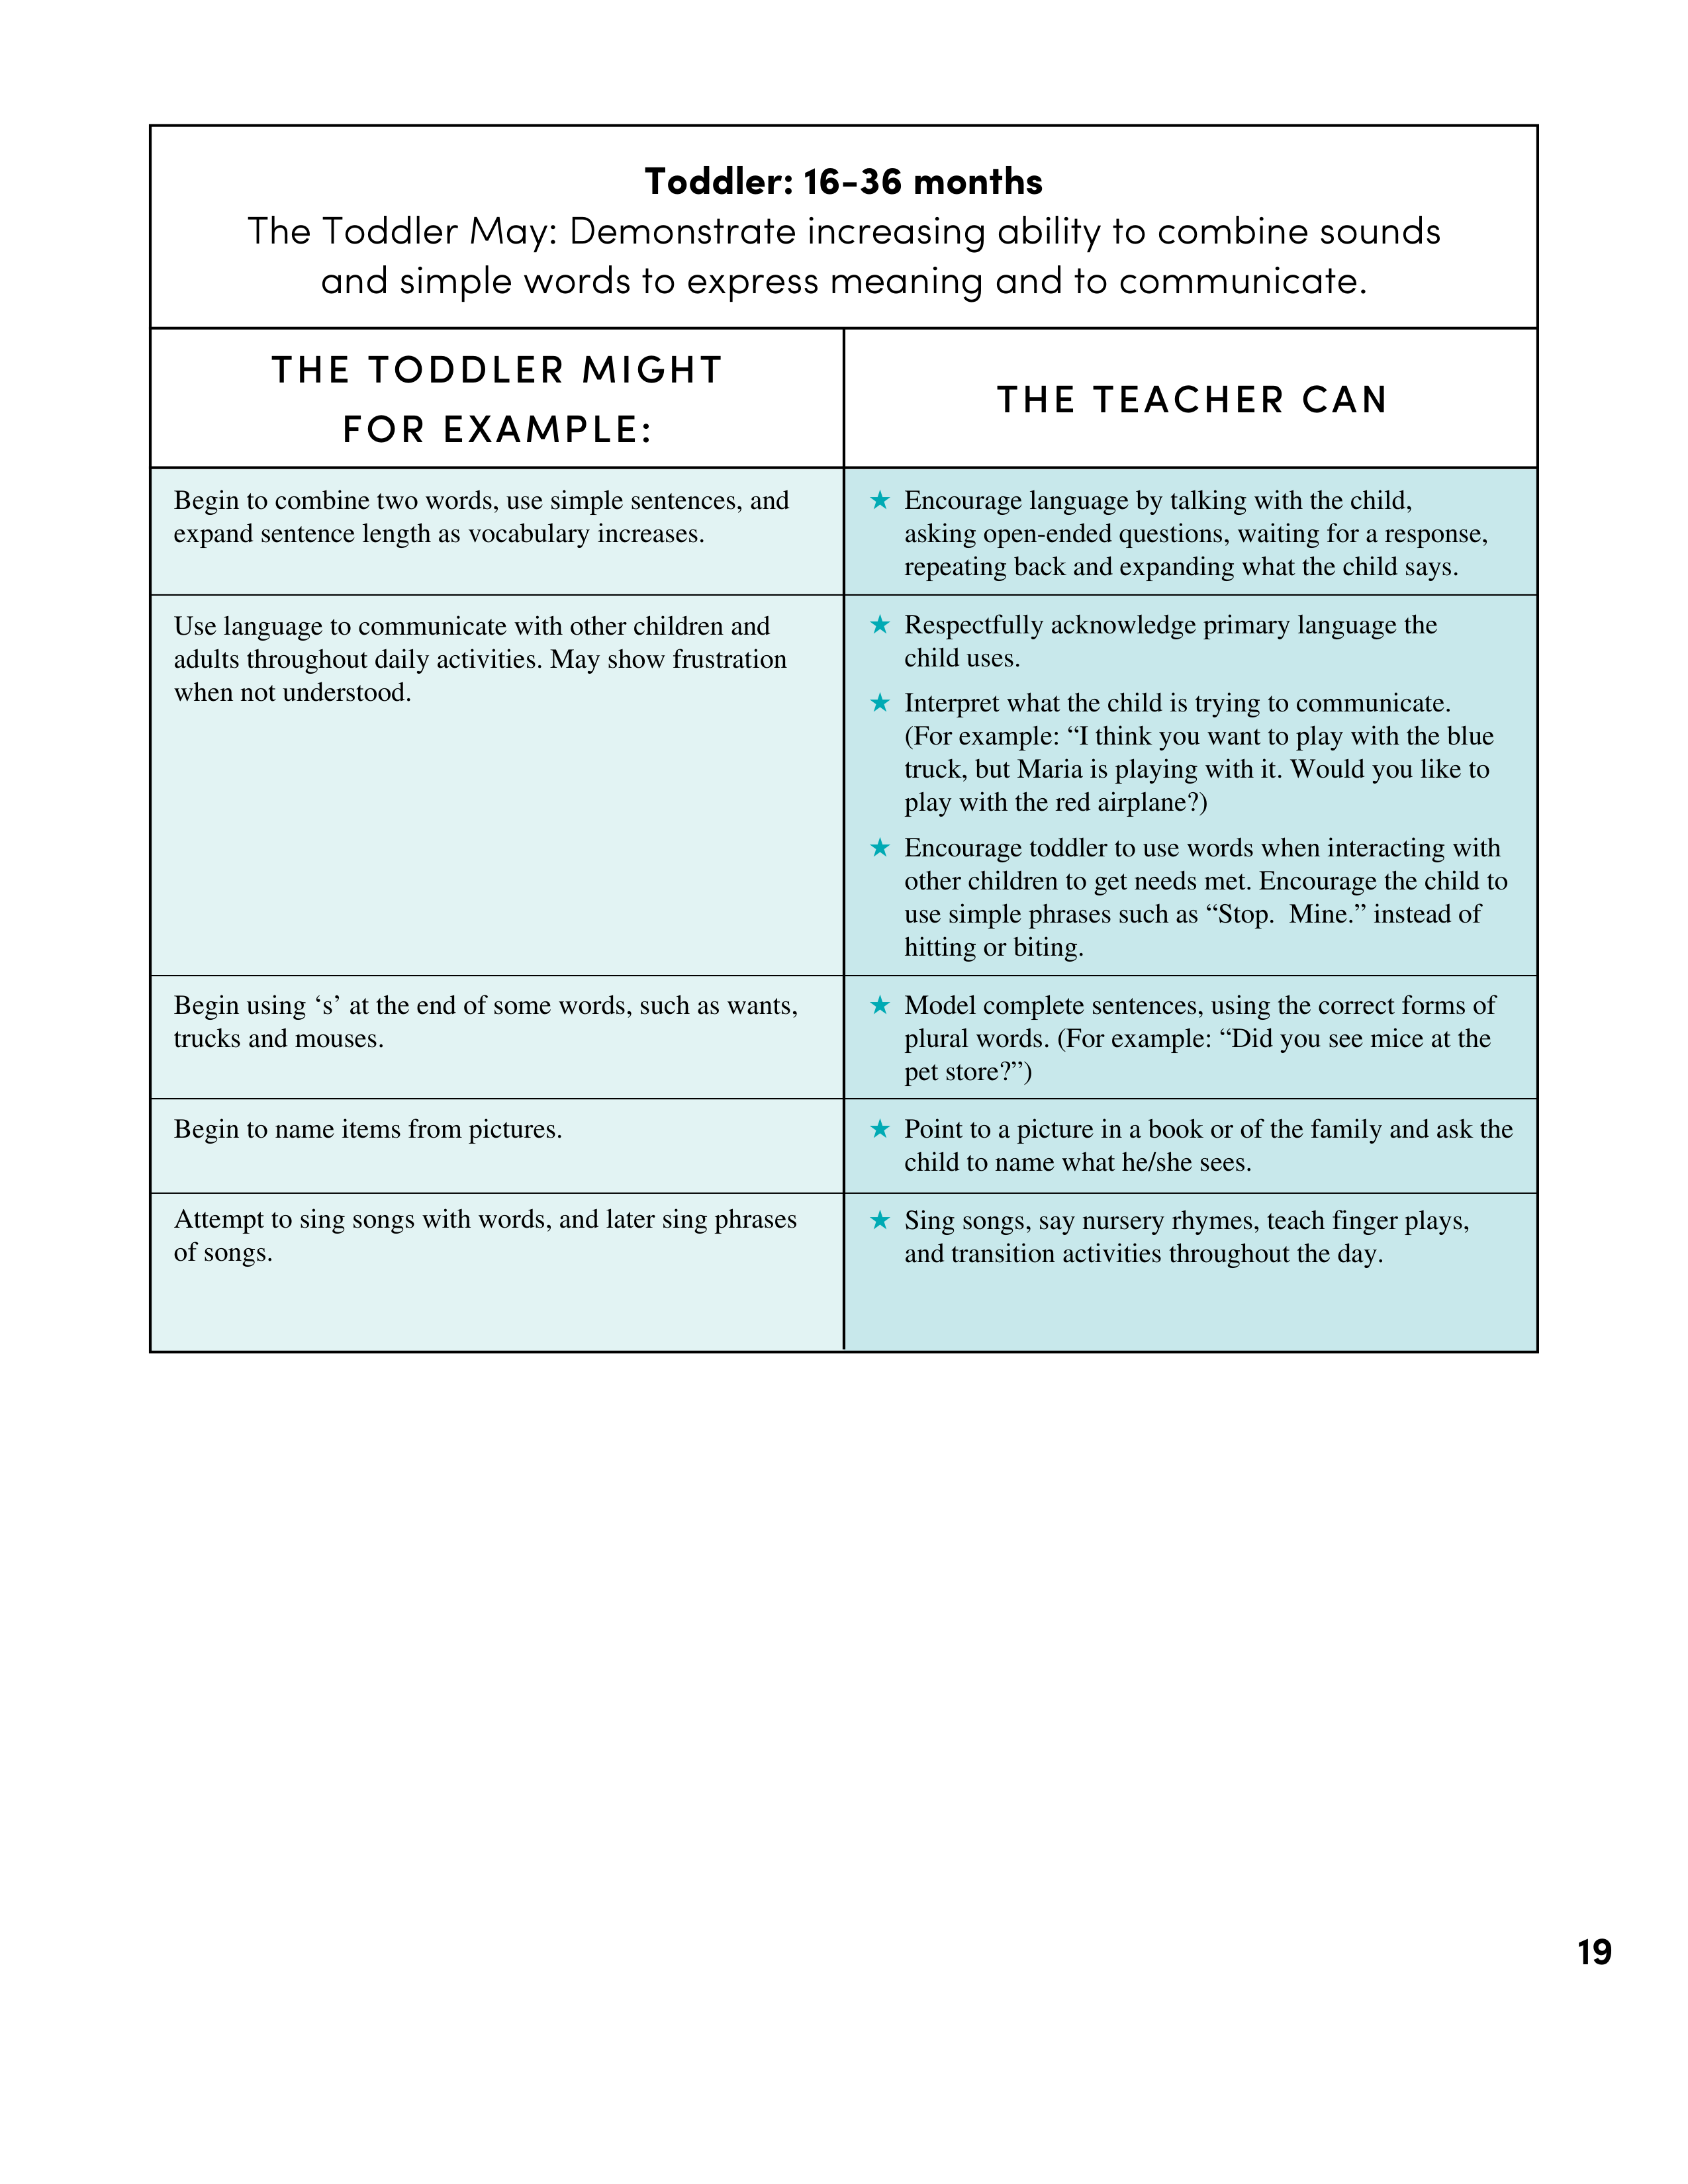 Toddler: 16-36 months
The Toddler May: Demonstrate increasing ability to combine sounds
and simple words to express meaning and to communicate.
THE TODDLER MIGHT
FOR EXAMPLE:
THE TEACHER CAN
Begin to combine two words, use simple sentences, and
expand sentence length as vocabulary increases.
★ Encourage language by talking with the child,
asking open-ended questions, waiting for a response,
repeating back and expanding what the child says.
Use language to communicate with other children and
adults throughout daily activities. May show frustration
when not understood.
★ Respectfully acknowledge primary language the
child uses.
★ Interpret what the child is trying to communicate.
(For example: “I think you want to play with the blue
truck, but Maria is playing with it. Would you like to
play with the red airplane?)
★ Encourage toddler to use words when interacting with
other children to get needs met. Encourage the child to
use simple phrases such as “Stop.  Mine.” instead of
hitting or biting.
Begin using ‘s’ at the end of some words, such as wants,
trucks and mouses.
★ Model complete sentences, using the correct forms of
plural words. (For example: “Did you see mice at the
pet store?”)
Begin to name items from pictures.
★ Point to a picture in a book or of the family and ask the
child to name what he/she sees.
Attempt to sing songs with words, and later sing phrases
of songs.
★ Sing songs, say nursery rhymes, teach finger plays,
and transition activities throughout the day.
19